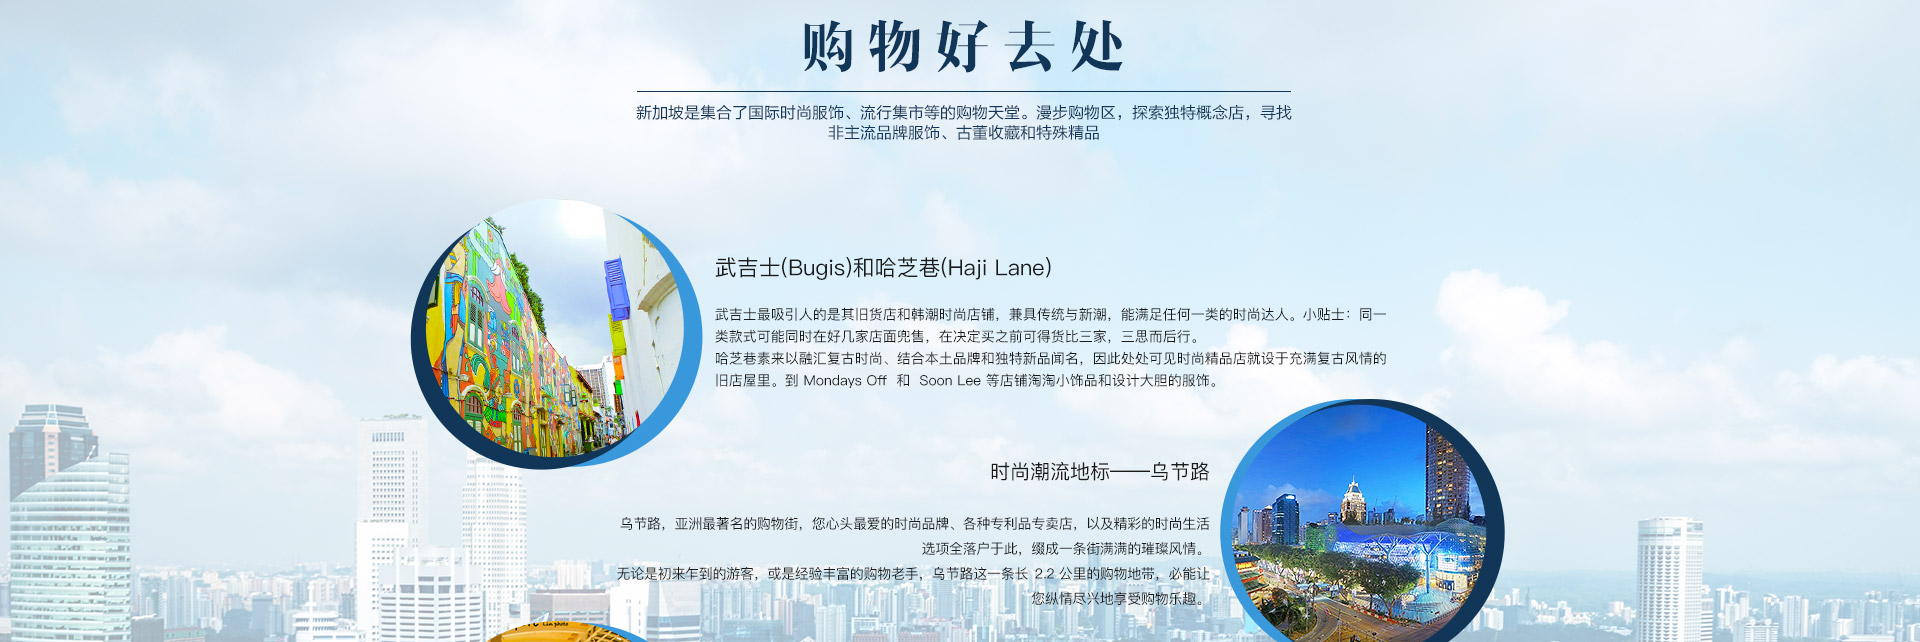 购物好去处
新加坡是集合了国际时尚服饰、流行集市等的购物天堂。漫步购物区，探索独特概念店，寻找
非主流品牌服饰、古董收藏和特殊精品
武吉士(Bugis)和哈芝巷(Haji Lane)
武吉士最吸引人的是其旧货店和韩潮时尚店铺，兼具传统与新潮，能满足任何一类的时尚达人。小贴士：同一
类款式可能同时在好几家店面兜售，在决定买之前可得货比三家，三思而后行。
哈芝巷素来以融汇复古时尚、结合本土品牌和独特新品闻名，因此处处可见时尚精品店就设于充满复古风情的
旧店屋里。到 Mondays Off 和 Soon Lee 等店铺淘淘小饰品和设计大胆的服饰。
时尚潮流地标——乌节路
乌节路，亚洲最著名的购物街，您心头最爱的时尚品牌、各种专利品专卖店，以及精彩的时尚生活
选项全落户于此，缀成一条街满满的璀璨风情。
无论是初来乍到的游客，或是经验丰富的购物老手，乌节路这一条长 2.2 公里的购物地带，必能让
您纵情尽兴地享受购物乐趣。